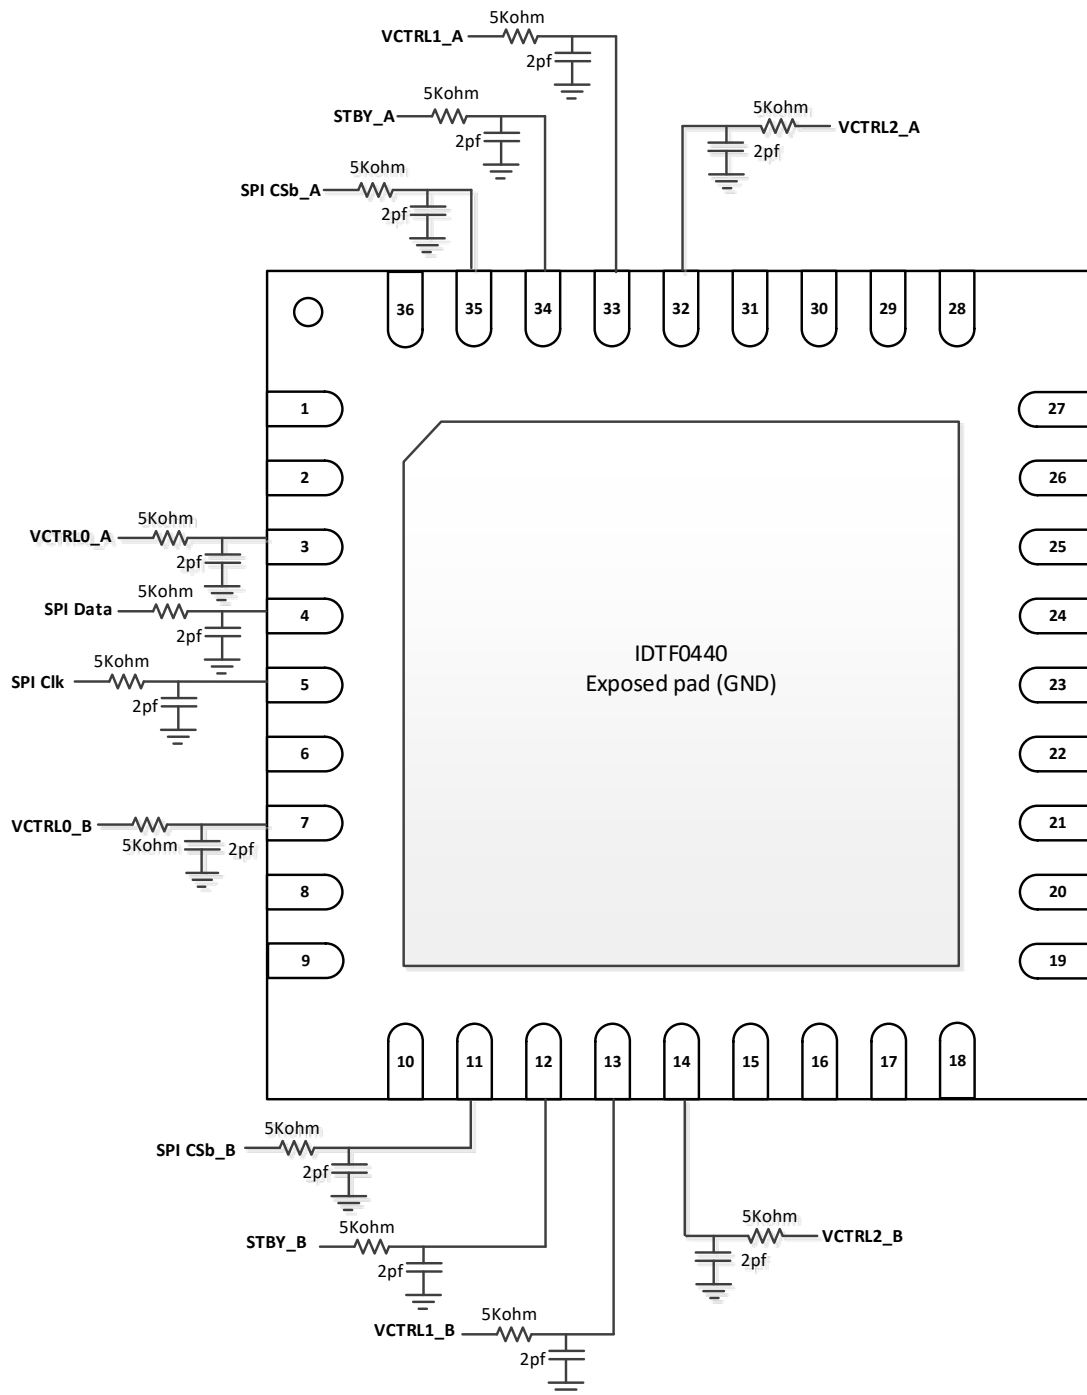 5Kohm
VCTRL1_A
2pf
5Kohm
STBY_A
2pf
5Kohm
VCTRL2_A
2pf
5Kohm
SPI CSb_A
2pf
36 35 34 33 32 31 30 29 28
1 27
2 26
5Kohm
VCTRL0_A
2pf
3 25
5Kohm
SPI Data
2pf
4 24
IDTF0440
Exposed pad (GND)
5Kohm
SPI Clk
2pf
5 23
6 22
VCTRL0_B
5Kohm
2pf
7 21
8 20
9 19
10 11 12 13 14 15 16 17 18
5Kohm
SPI CSb_B
2pf
5Kohm
STBY_B
2pf
5Kohm
VCTRL2_B
2pf
5Kohm
VCTRL1_B
2pf